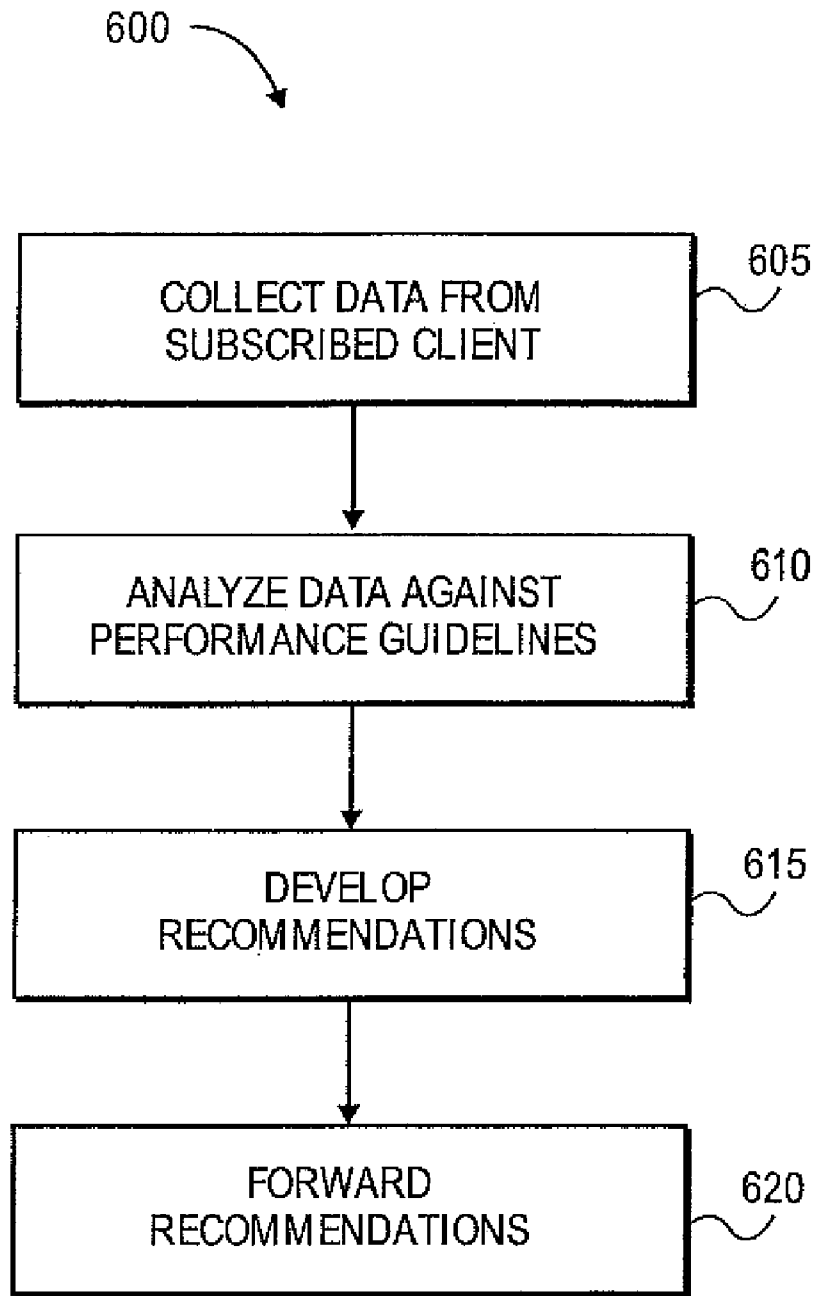 600
COLLECT DATA FROM
SUBSCRIBED CLIENT
605
ANALYZE DATA AGAINST
PERFORMANCE GUIDELINES
610
DEVELOP
RECOMMENDATIONS
615
FORWARD
RECOMMENDATIONS
620